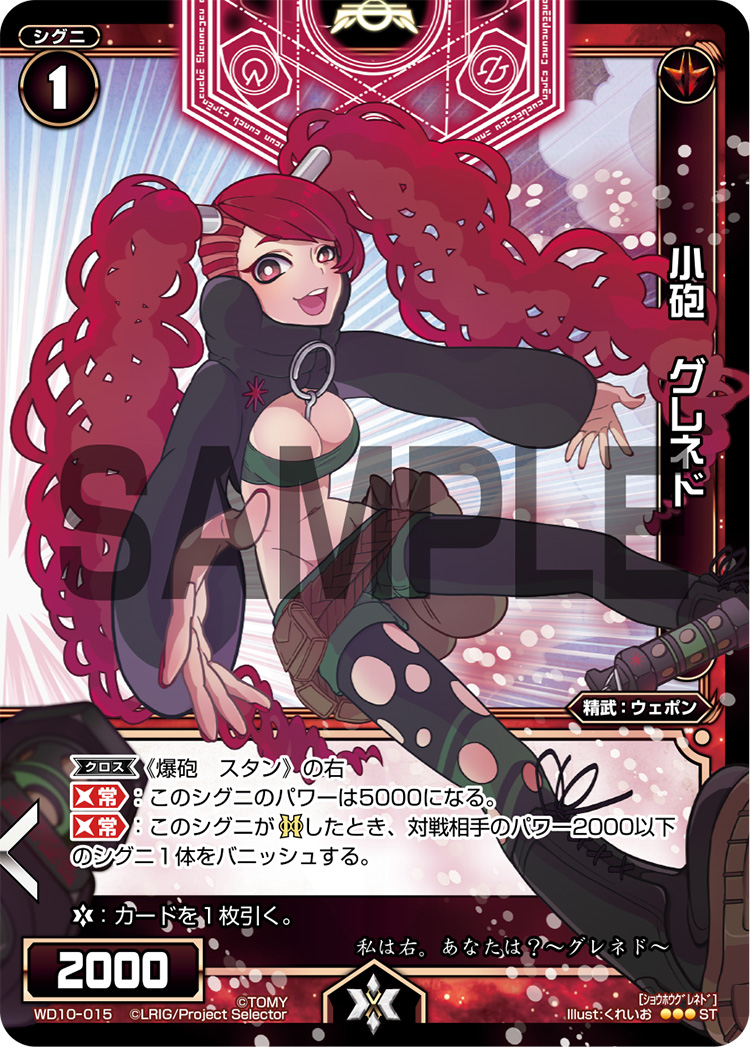 シグニ
1
小砲 グレネド
SAMPLE
精武:ウェポン
クロス《爆砲 スタン》の右
常:このシグニのパワーは5000になる。
常:このシグニがしたとき、対戦相手のパワー2000以下
のシグニ1体をバニッシュする。
:カードを1枚引く。
私は右。あなたは?~グレネド~
2000
WD10-015 ©LRIG/Project Selector
©TOMY
[ショウホウグレネド]
Illust:くれいお ST